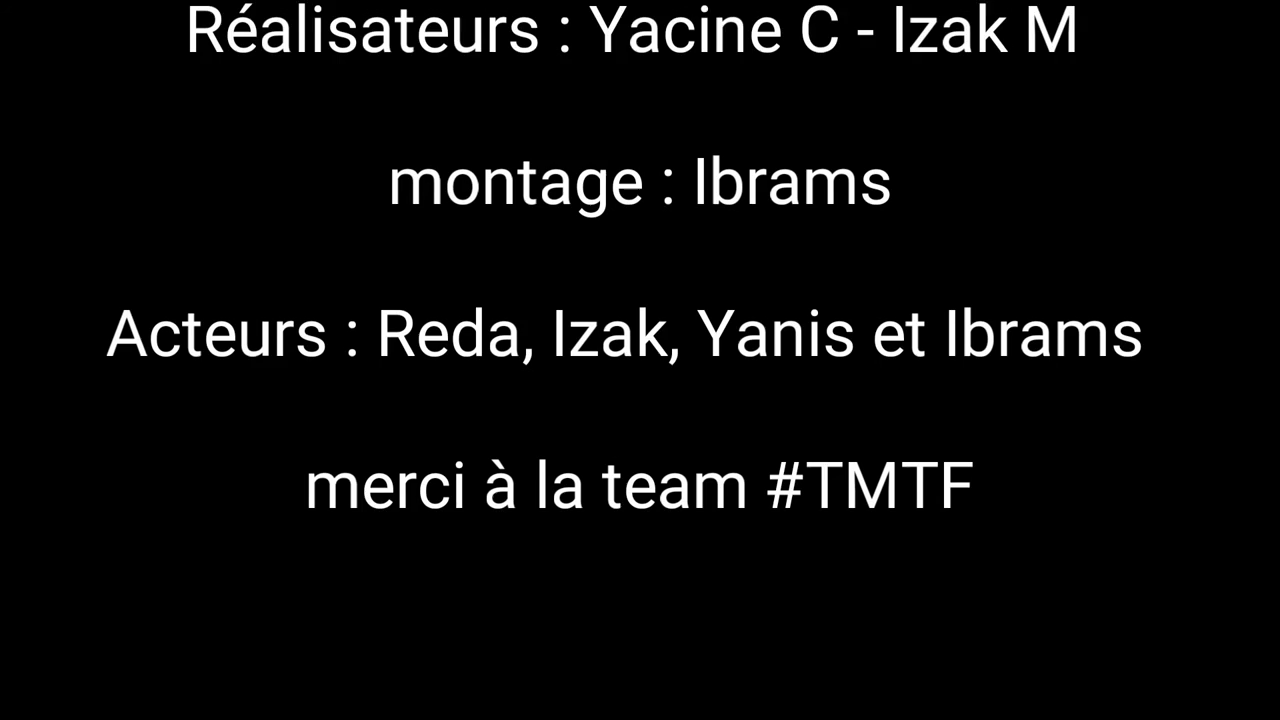 Réalisateurs : Yacine C - Izak M
montage : Ibrams
Acteurs : Reda, Izak, Yanis et Ibrams
merci à la team #TMTF